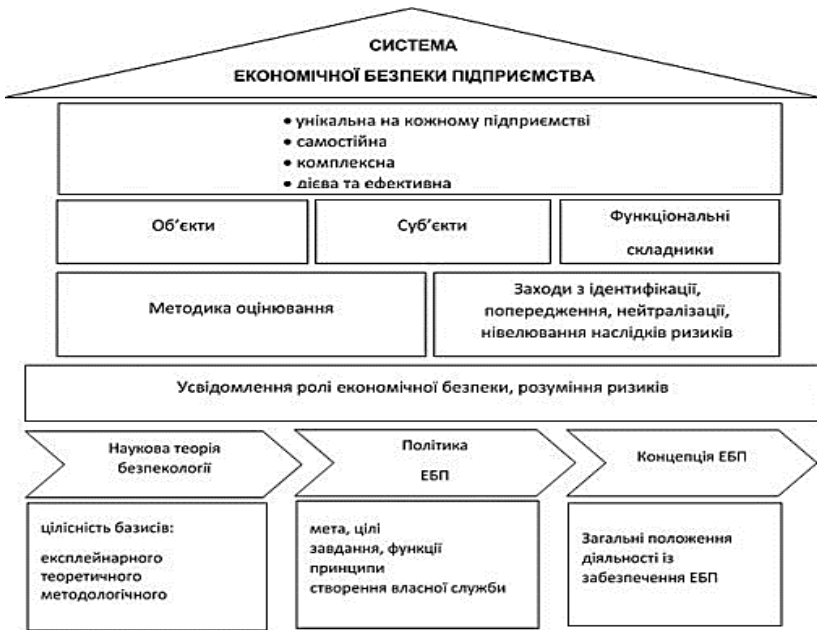 СИСТЕМА
ЕКОНОМІЧНОЇ БЕЗПЕКИ ПІДПРИЄМСТВА
• унікальна на кожному підприємстві
• самостійна
• комплексна
• дієва та ефективна
Об’єкти
Суб’єкти
Функціональні
складники
Методика оцінювання
Заходи з ідентифікації,
попередження, нейтралізації,
нівелювання наслідків ризиків
Усвідомлення ролі економічної безпеки, розуміння ризиків
Наукова теорія
безпекології
Політика
ЕБП
Концепція ЕБП
цілісність базисів:
експлейнарного
теоретичного
методологічного
мета, цілі
завдання, функції
принципи
створення власної служби
Загальні положення
діяльності із
забезпечення ЕБП